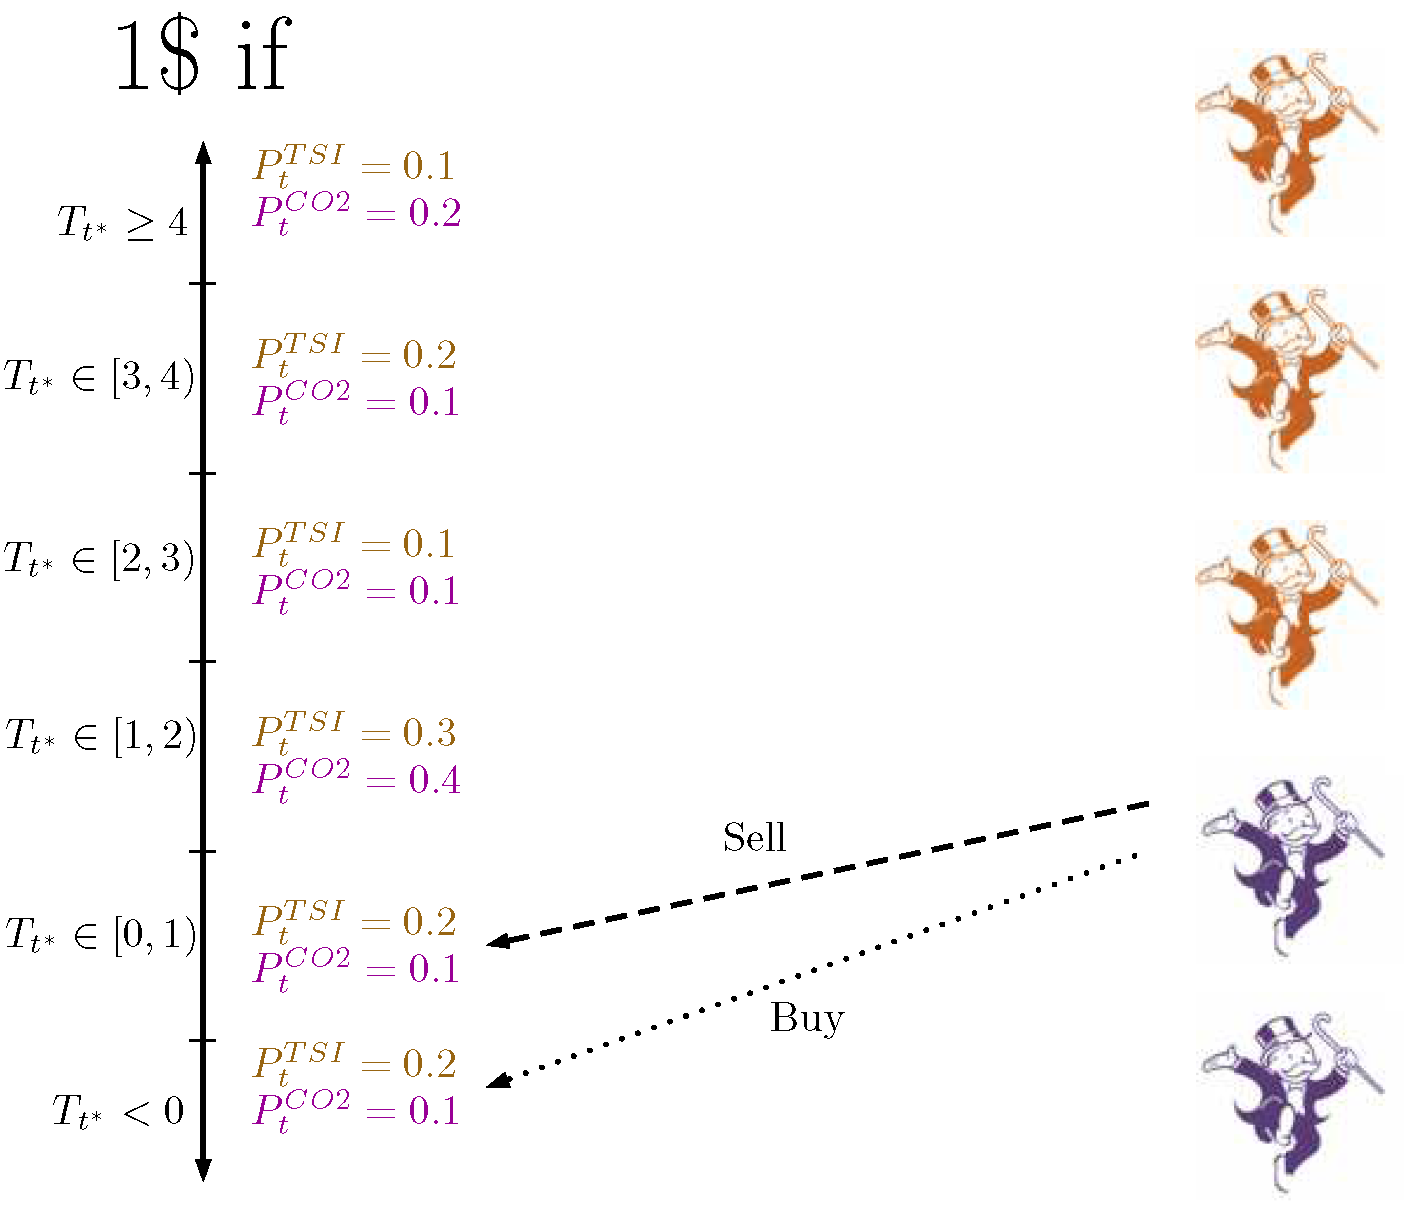 1$ if
P_t^{TSI} = 0.1
P_t^{CO2} = 0.2
T_{t*} ≥ 4
P_t^{TSI} = 0.2
T_{t*} ∈ [3, 4)
P_t^{CO2} = 0.1
P_t^{TSI} = 0.1
T_{t*} ∈ [2, 3)
P_t^{CO2} = 0.1
P_t^{TSI} = 0.3
T_{t*} ∈ [1, 2)
P_t^{CO2} = 0.4
Sell
P_t^{TSI} = 0.2
T_{t*} ∈ [0, 1)
P_t^{CO2} = 0.1
Buy
P_t^{TSI} = 0.2
T_{t*} < 0
P_t^{CO2} = 0.1